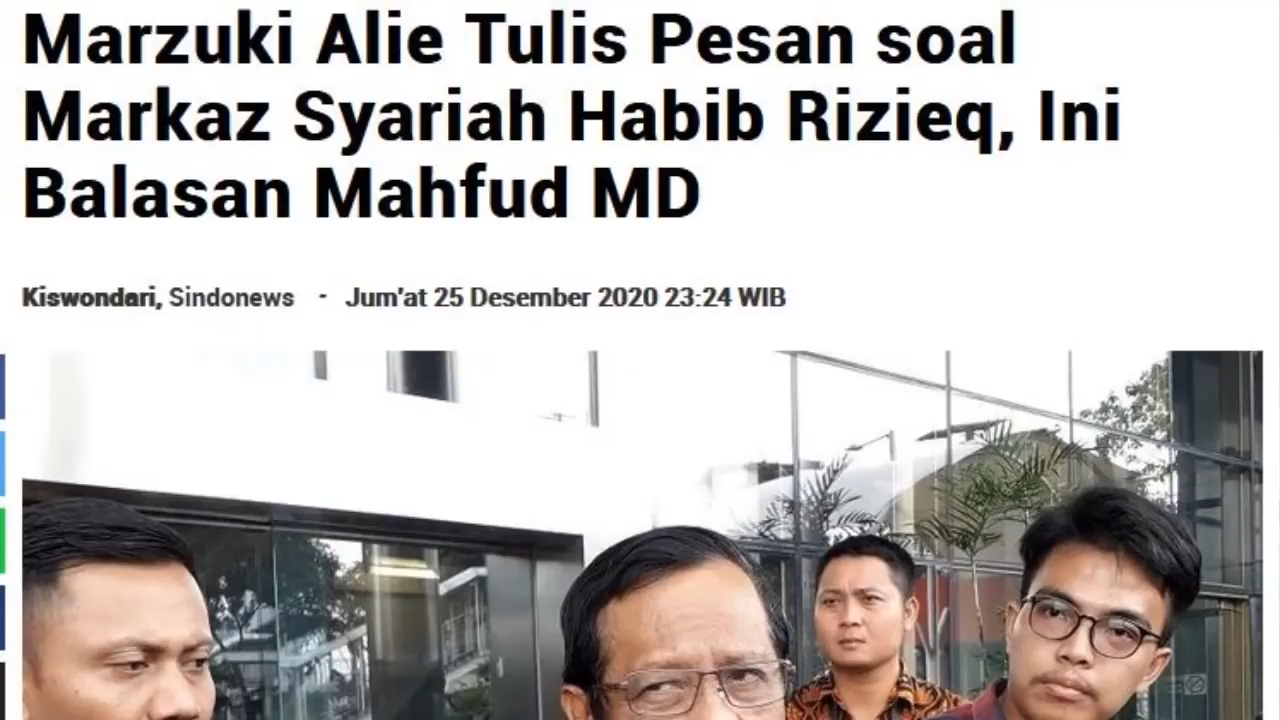 Marzuki Alie Tulis Pesan soal
Markaz Syariah Habib Rizieq, Ini
Balasan Mahfud MD
Kiswondari, Sindonews - Jum'at 25 Desember 2020 23:24 WIB